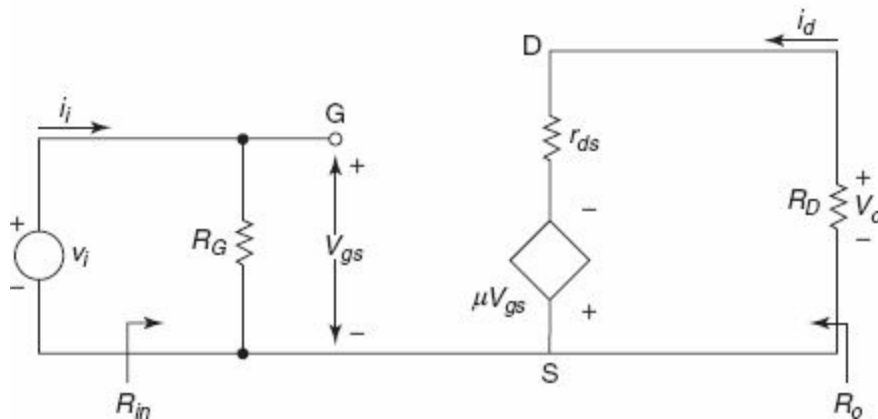 i_d
D
i_i
G
+
r_ds
+
v_i
−
R_G
V_gs
−
−
μV_gs
+
R_D
+
V_o
−
S
R_in
R_o